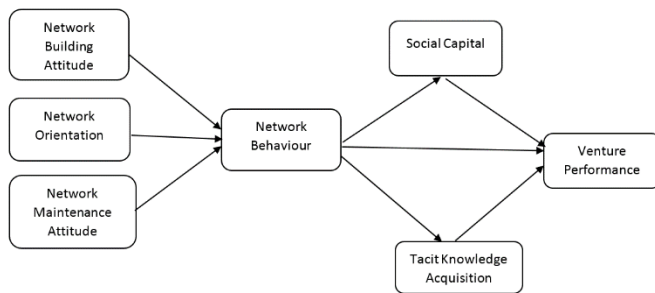 Network
Building
Attitude
Network
Orientation
Network
Maintenance
Attitude
Network
Behaviour
Social Capital
Tacit Knowledge
Acquisition
Venture
Performance